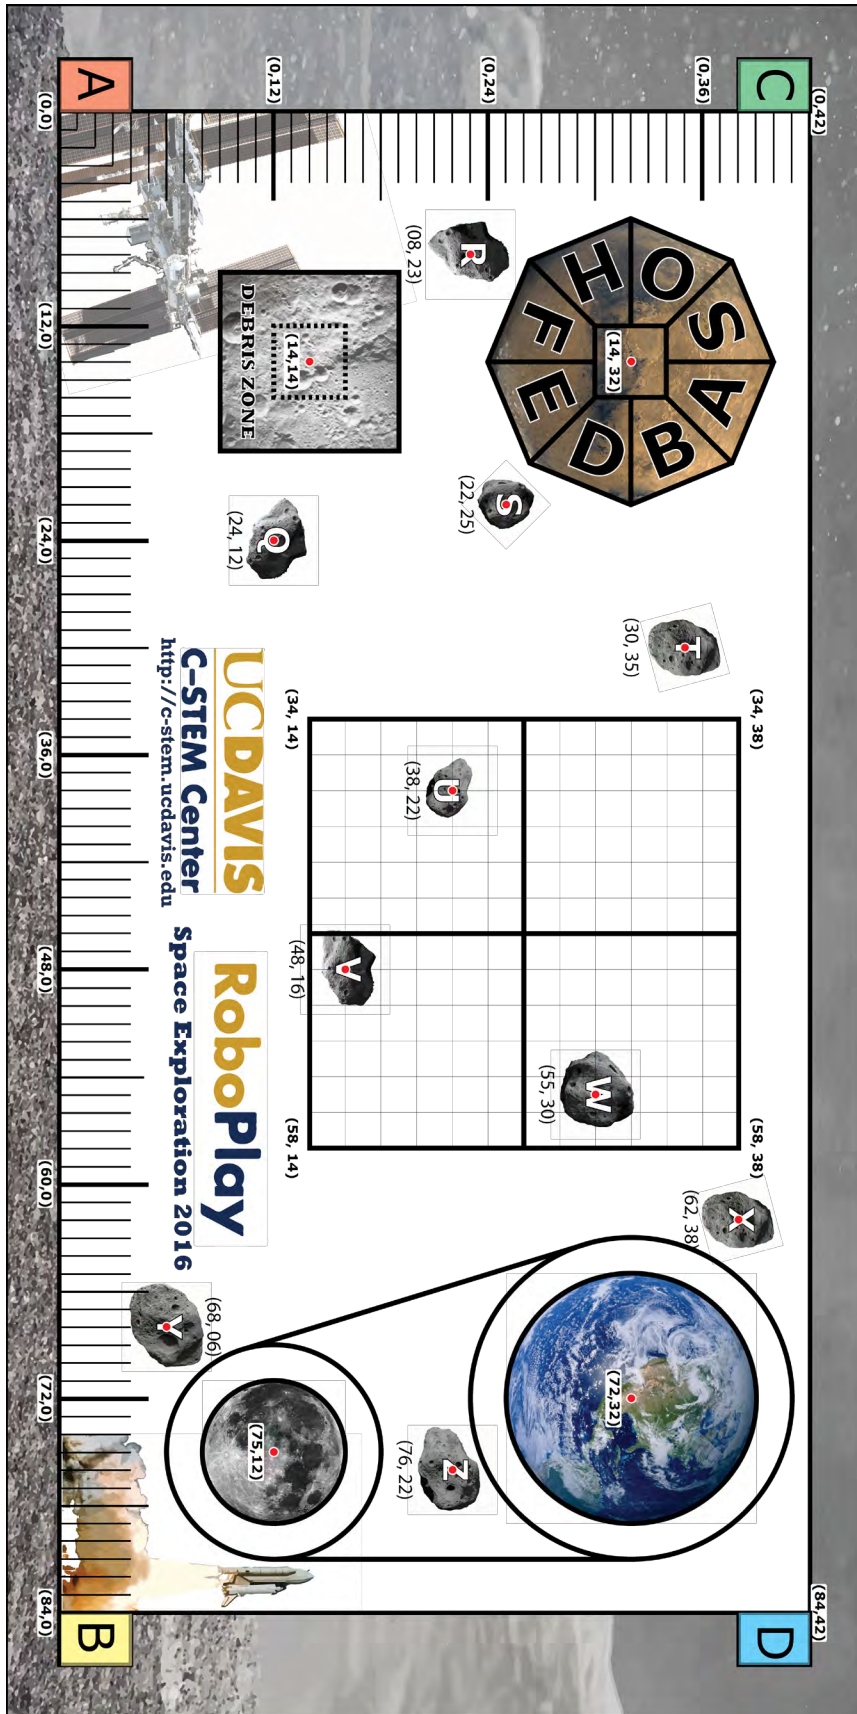 C
D
A
B
(0,42)
(84,42)
(0,36)
(0,24)
(0,12)
(0,0)
(12,0)
(24,0)
(36,0)
(48,0)
(60,0)
(72,0)
(84,0)
O
S
A
B
D
E
F
H
(14, 32)
R
(08, 23)
DEBRIS ZONE
(14,14)
S
(22, 25)
Q
(24, 12)
T
(30, 35)
(34, 38)
(58, 38)
(34, 14)
(58, 14)
U
(38, 22)
V
(48, 16)
W
(55, 30)
X
(62, 38)
Y
(68, 06)
Z
(76, 22)
(72,32)
(75,12)
UCDAVIS
C-STEM Center
http://c-stem.ucdavis.edu
RoboPlay
Space Exploration 2016